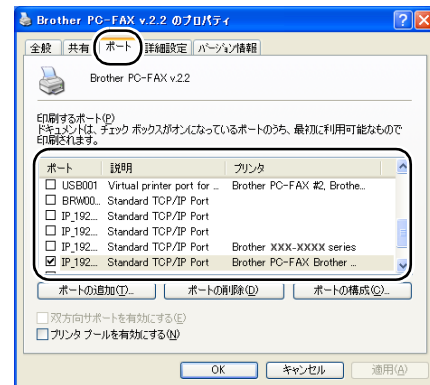 Brother PC-FAX v.2.2 のプロパティ
全般 共有 ポート 詳細設定 バージョン情報
Brother PC-FAX v.2.2
印刷するポート(P)
ドキュメントは、チェック ボックスがオンになっているポートのうち、最初に利用可能なもので
印刷されます。
ポート 説明 プリンタ
USB001 Virtual printer port for ... Brother PC-FAX #2, Brothe...
BRW00... Standard TCP/IP Port
IP_192... Standard TCP/IP Port
IP_192... Standard TCP/IP Port
IP_192... Standard TCP/IP Port Brother XXX-XXXX series
IP_192... Standard TCP/IP Port Brother PC-FAX Brother ...
ポートの追加(T)... ポートの削除(D) ポートの構成(C)...
双方向サポートを有効にする(E)
プリンタ プールを有効にする(N)
OK キャンセル 適用(A)